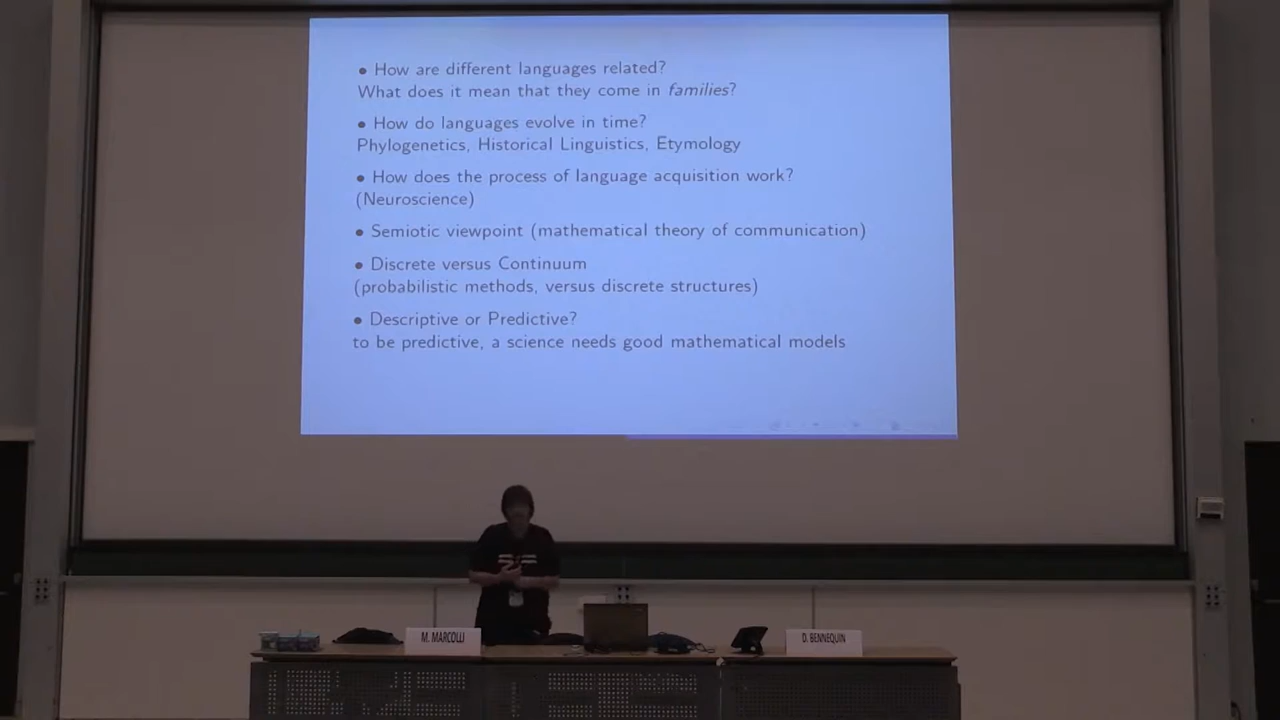 • How are different languages related?
What does it mean that they come in families?
• How do languages evolve in time?
Phylogenetics, Historical Linguistics, Etymology
• How does the process of language acquisition work?
(Neuroscience)
• Semiotic viewpoint (mathematical theory of communication)
• Discrete versus Continuum
(probabilistic methods, versus discrete structures)
• Descriptive or Predictive?
to be predictive, a science needs good mathematical models
M. MARCOLLI
D. BENNEQUIN